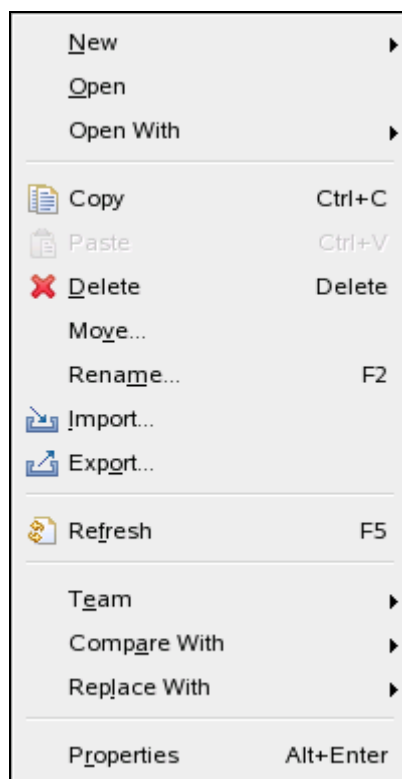 New
Open
Open With
Copy Ctrl+C
Paste Ctrl+V
Delete Delete
Move...
Rename... F2
Import...
Export...
Refresh F5
Team
Compare With
Replace With
Properties Alt+Enter